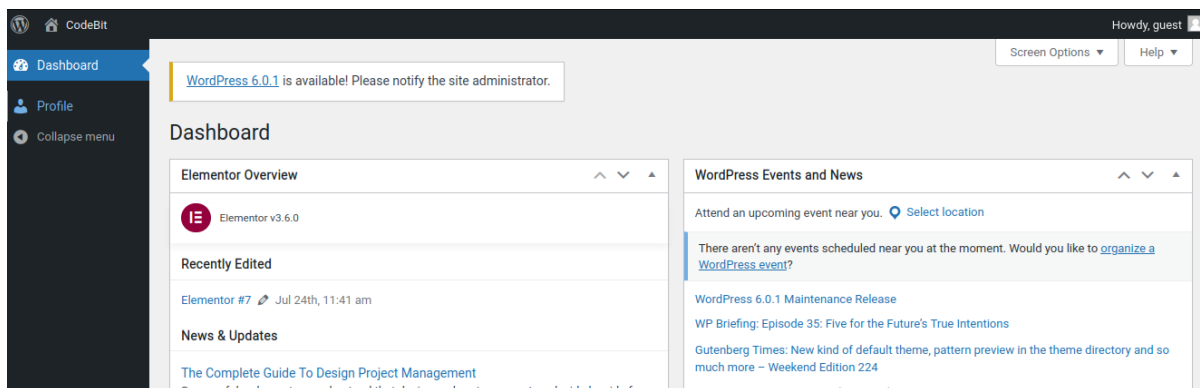 CodeBit
Howdy, guest
Dashboard
Profile
Collapse menu
Screen Options ▼
Help ▼
WordPress 6.0.1 is available! Please notify the site administrator.
Dashboard
Elementor Overview
Elementor v3.6.0
Recently Edited
Elementor #7 Jul 24th, 11:41 am
News & Updates
The Complete Guide To Design Project Management
WordPress Events and News
Attend an upcoming event near you. Select location
There aren't any events scheduled near you at the moment. Would you like to organize a
WordPress event?
WordPress 6.0.1 Maintenance Release
WP Briefing: Episode 35: Five for the Future's True Intentions
Gutenberg Times: New kind of default theme, pattern preview in the theme directory and so
much more – Weekend Edition 224